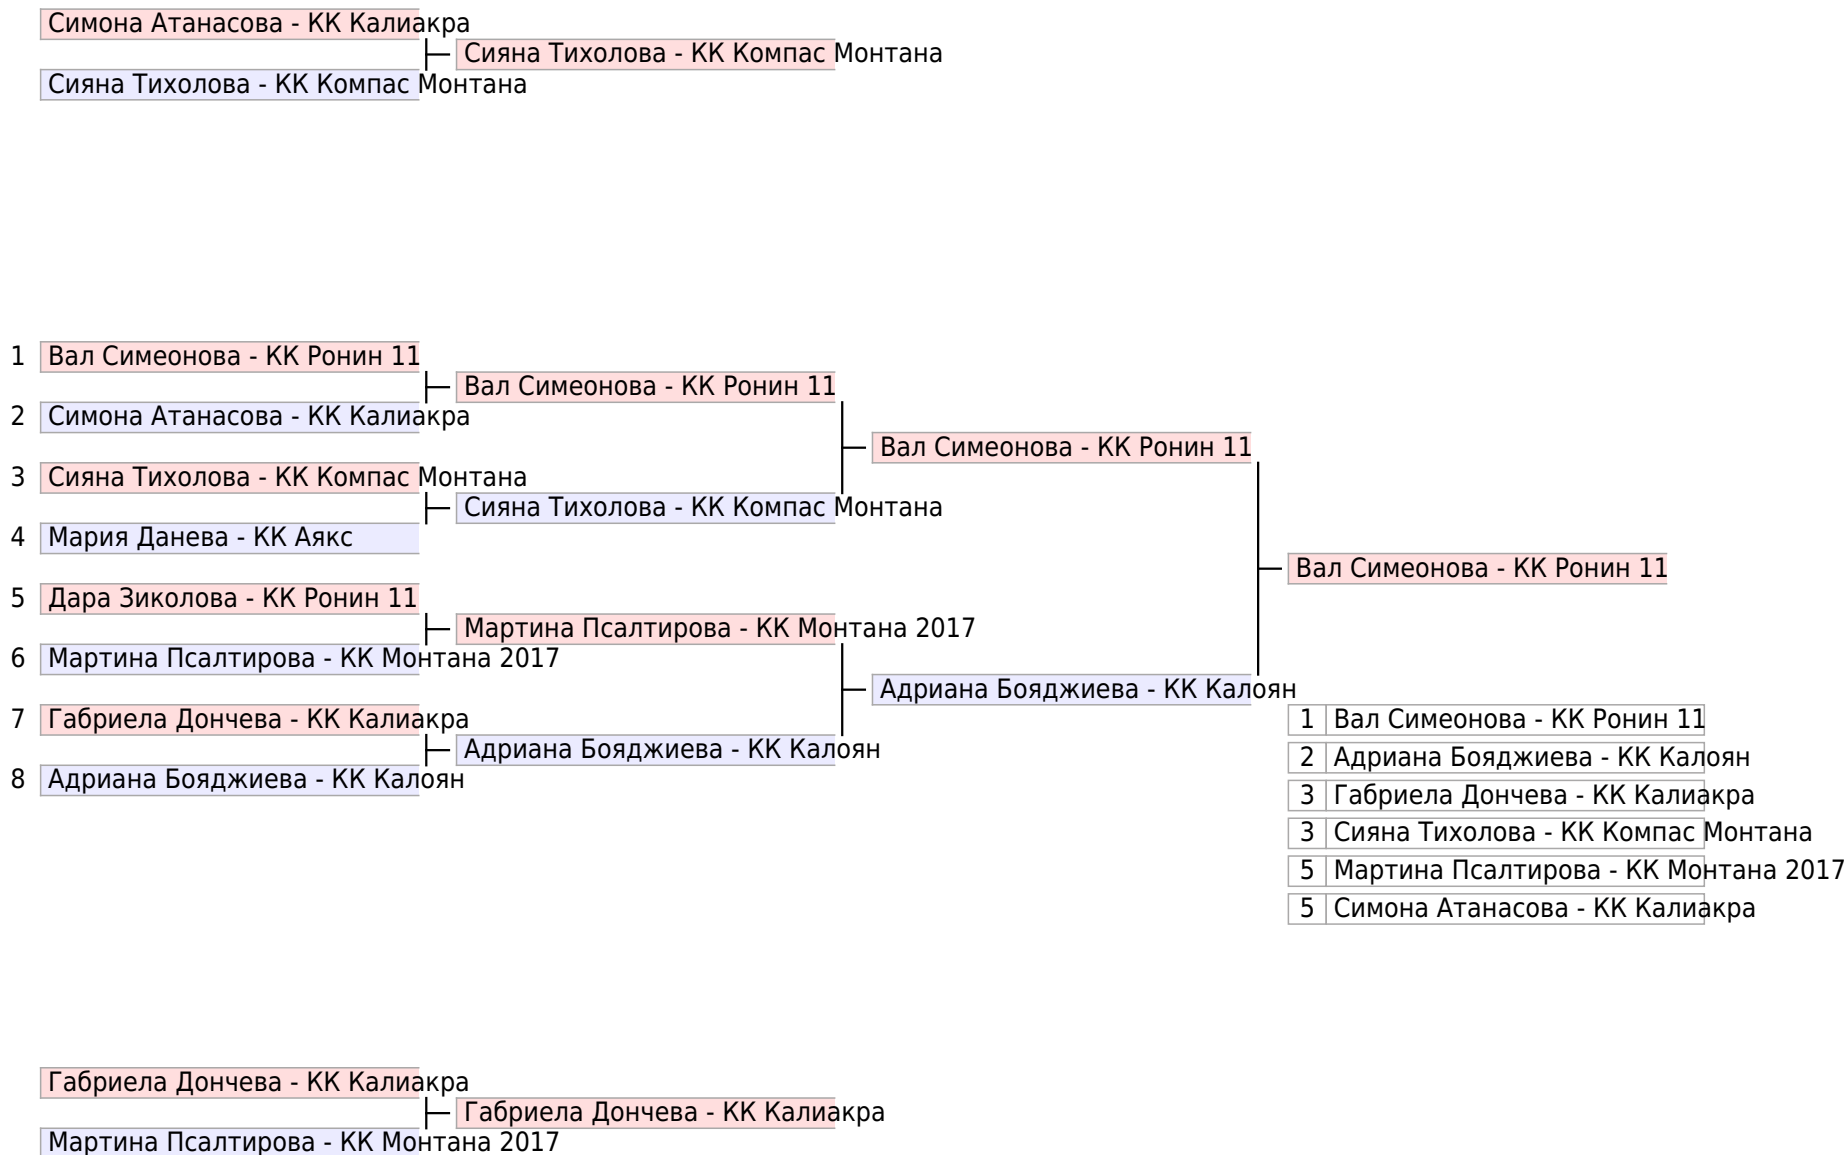 Симона Атанасова - КК Калиакра
Сияна Тихолова - КК Компас Монтана
Сияна Тихолова - КК Компас Монтана
1 Вал Симеонова - КК Ронин 11
Вал Симеонова - КК Ронин 11
2 Симона Атанасова - КК Калиакра
Вал Симеонова - КК Ронин 11
3 Сияна Тихолова - КК Компас Монтана
Сияна Тихолова - КК Компас Монтана
4 Мария Данева - КК Аякс
Вал Симеонова - КК Ронин 11
5 Дара Зиколова - КК Ронин 11
Мартина Псалтирова - КК Монтана 2017
6 Мартина Псалтирова - КК Монтана 2017
Адриана Бояджиева - КК Калоян
7 Габриела Дончева - КК Калиакра
Адриана Бояджиева - КК Калоян
8 Адриана Бояджиева - КК Калоян
1 Вал Симеонова - КК Ронин 11
2 Адриана Бояджиева - КК Калоян
3 Габриела Дончева - КК Калиакра
3 Сияна Тихолова - КК Компас Монтана
5 Мартина Псалтирова - КК Монтана 2017
5 Симона Атанасова - КК Калиакра
Габриела Дончева - КК Калиакра
Габриела Дончева - КК Калиакра
Мартина Псалтирова - КК Монтана 2017